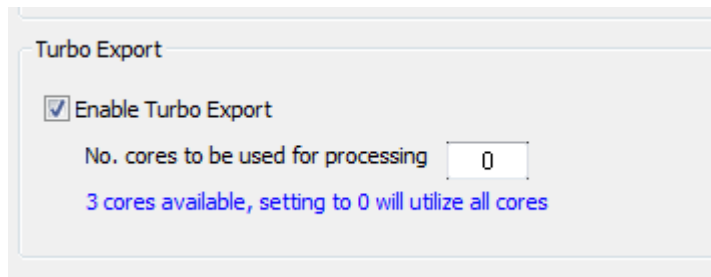 Turbo Export
Enable Turbo Export
No. cores to be used for processing 0
3 cores available, setting to 0 will utilize all cores